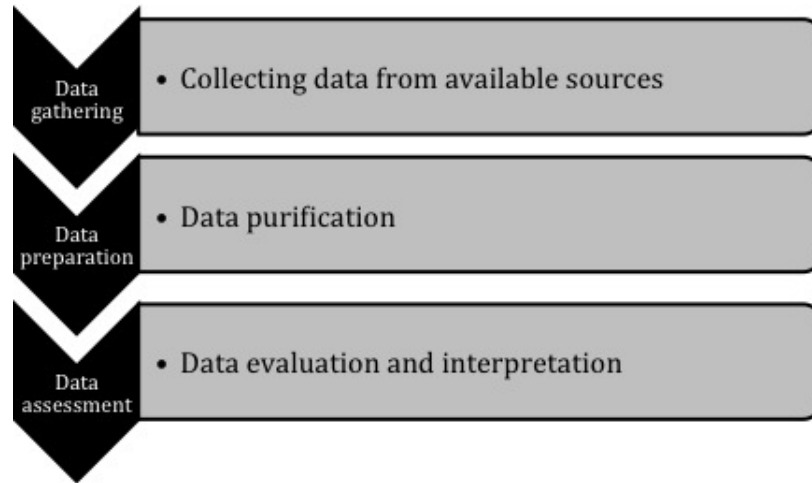 Data
gathering
• Collecting data from available sources
Data
preparation
• Data purification
Data
assessment
• Data evaluation and interpretation